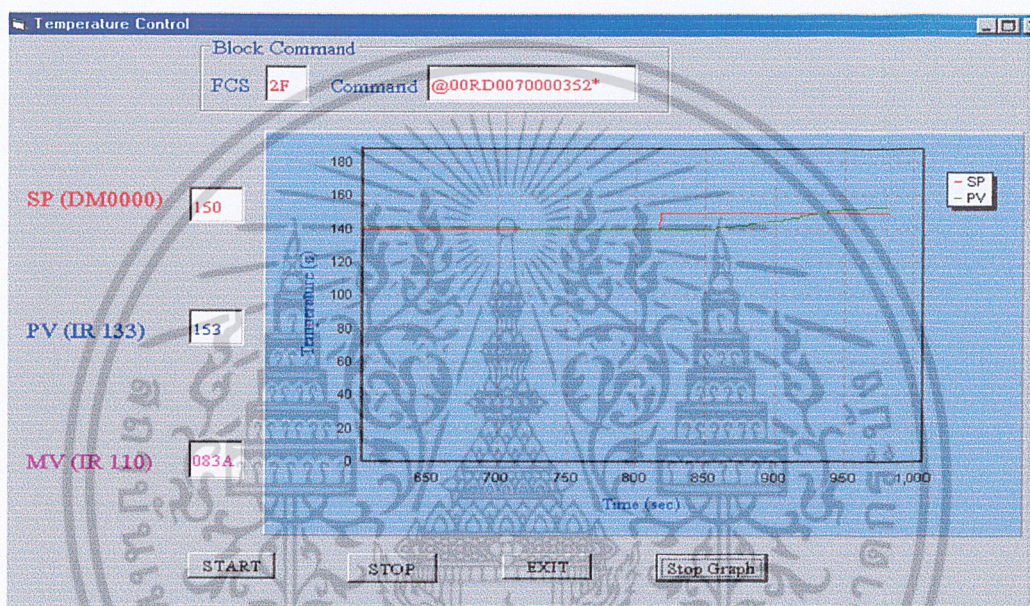 Temperature Control
Block Command
FCS 2F Command @00RD0070000352*
SP (DM0000) 150
PV (IR 133) 153
MV (IR 110) 083A
180
160
140
120
100
80
60
40
20
0
Temperature (g)
650 700 750 800 850 900 950 1,000
Time (sec)
SP
PV
START STOP EXIT Stop Graph